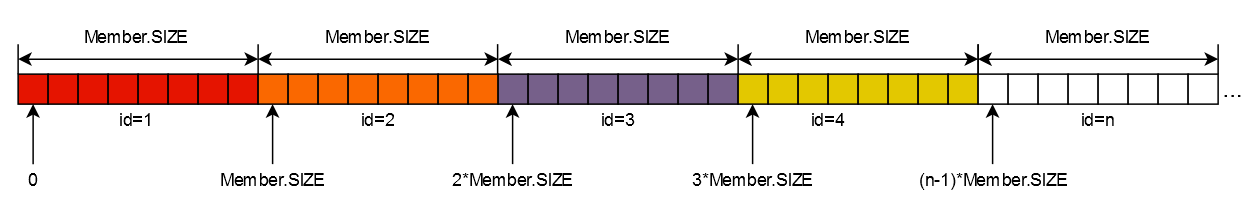 Member.SIZE Member.SIZE Member.SIZE Member.SIZE Member.SIZE
id=1 id=2 id=3 id=4 id=n ...
0 Member.SIZE 2*Member.SIZE 3*Member.SIZE (n-1)*Member.SIZE